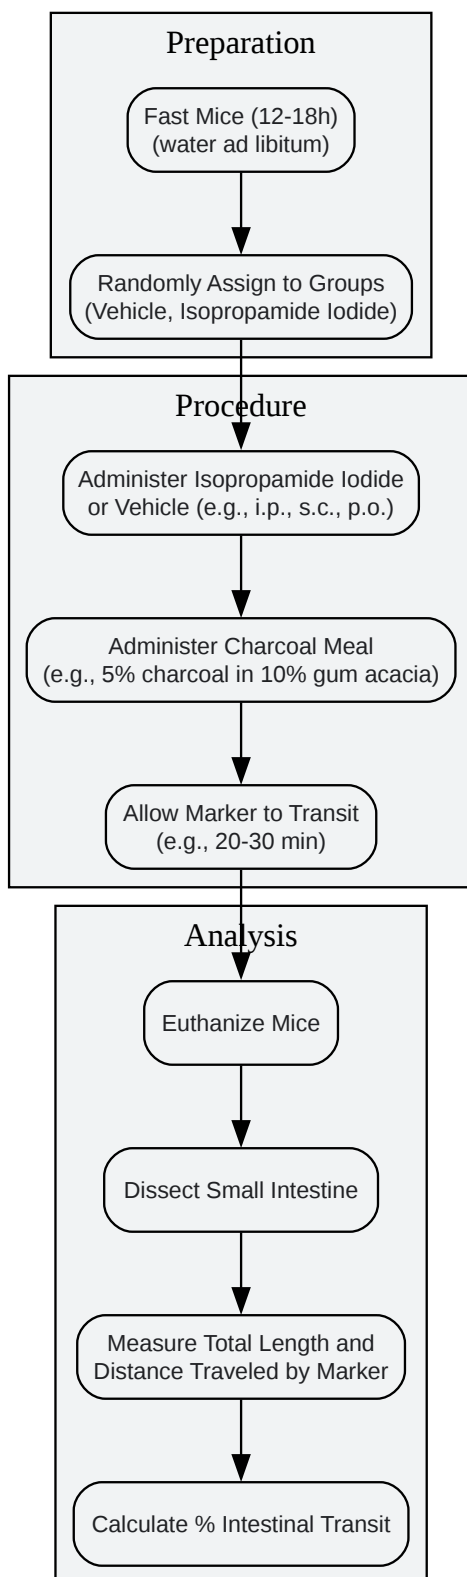 Preparation
Fast Mice (12-18h)
(water ad libitum)
Randomly Assign to Groups
(Vehicle, Isopropamide Iodide)
Procedure
Administer Isopropamide Iodide
or Vehicle (e.g., i.p., s.c., p.o.)
Administer Charcoal Meal
(e.g., 5% charcoal in 10% gum acacia)
Allow Marker to Transit
(e.g., 20-30 min)
Analysis
Euthanize Mice
Dissect Small Intestine
Measure Total Length and
Distance Traveled by Marker
Calculate % Intestinal Transit